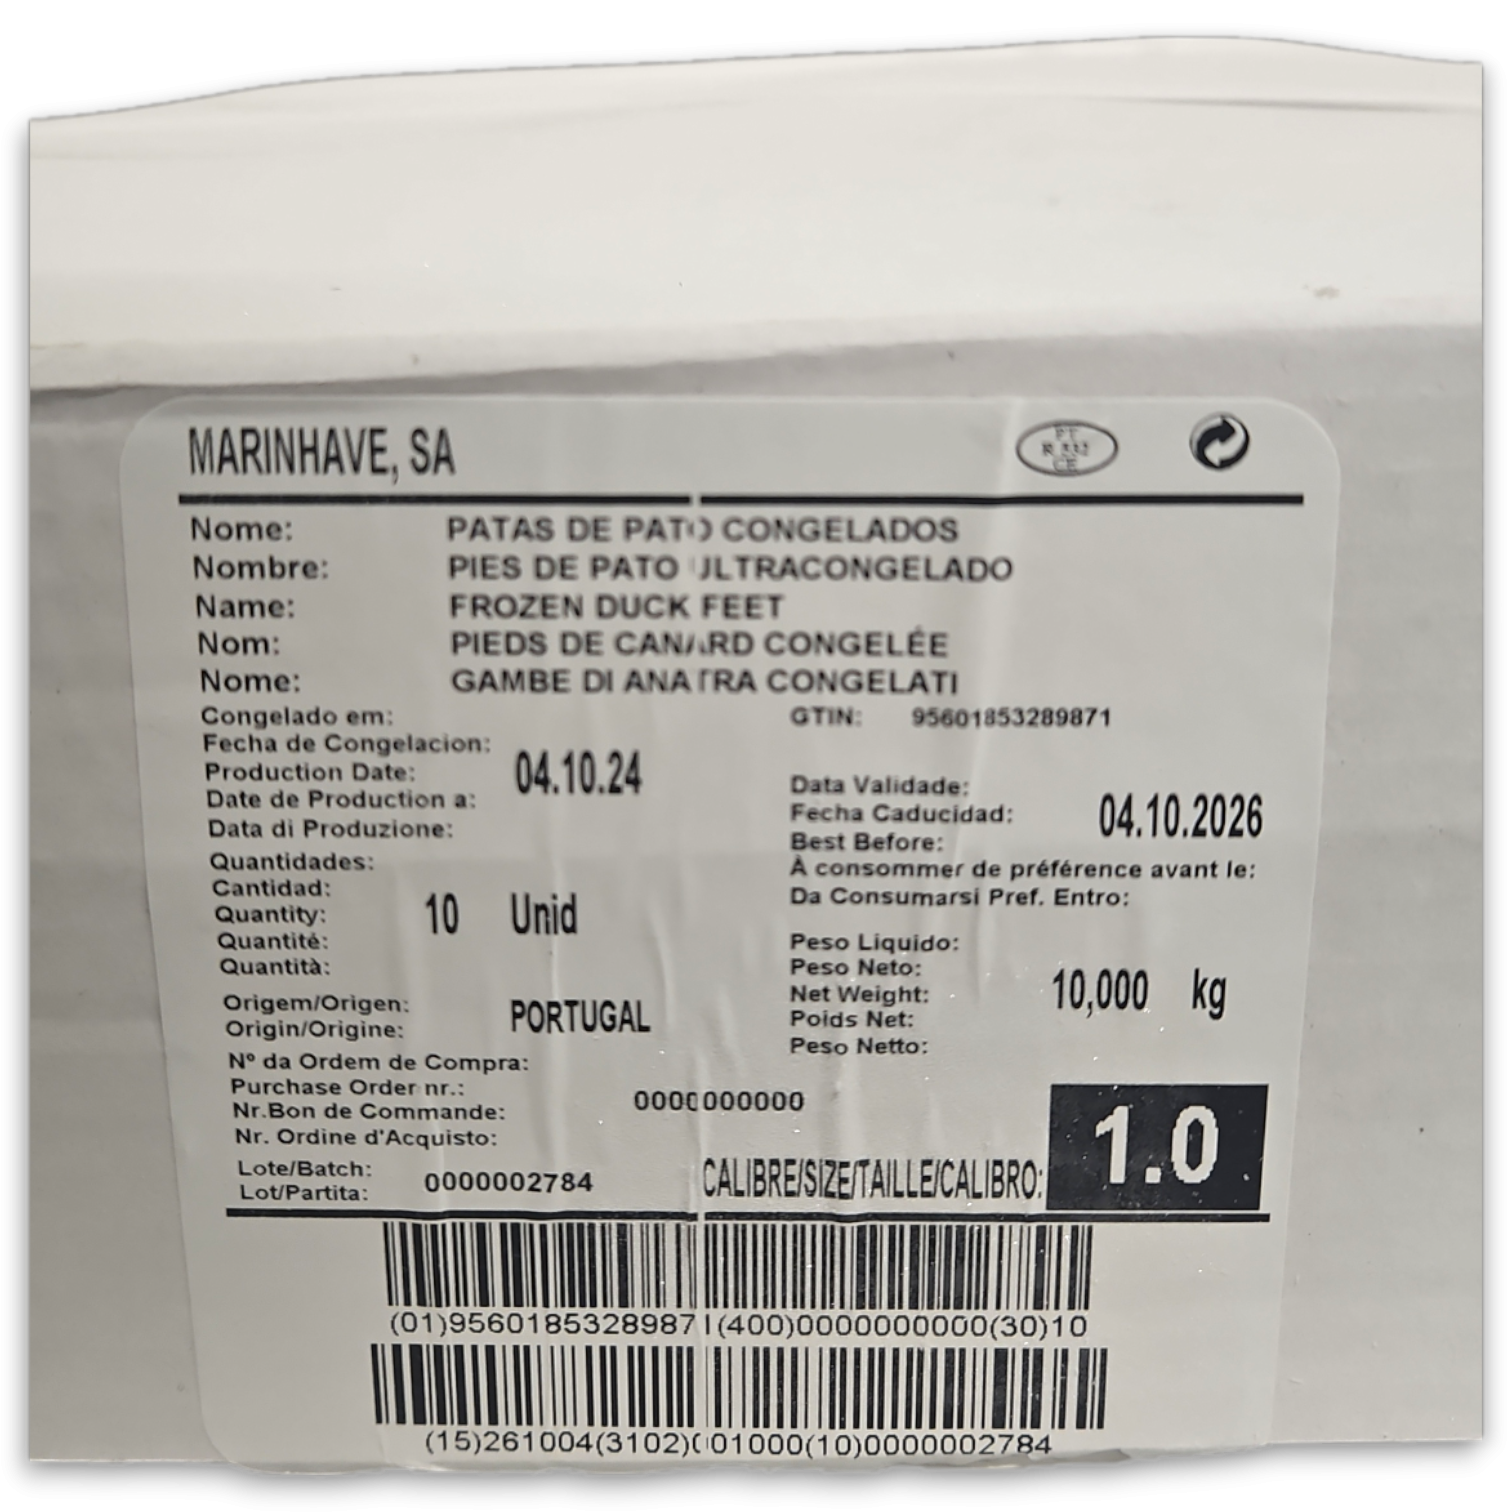 MARINHAVE, SA
PT
CE
Nome: PATAS DE PATO CONGELADOS
Nombre: PIES DE PATO ULTRACONGELADO
Name: FROZEN DUCK FEET
Nom: PIEDS DE CANARD CONGELÉE
Nome: GAMBE DI ANATRA CONGELATI
Congelado em:
Fecha de Congelacion:
Production Date: 04.10.24
Date de Production a:
Data di Produzione:
GTIN: 95601853289871
Data Validade:
Fecha Caducidad: 04.10.2026
Best Before:
À consommer de préférence avant le:
Da Consumarsi Pref. Entro:
Quantidades:
Cantidad:
Quantity: 10 Unid
Quantité:
Quantità:
Peso Liquido:
Peso Neto:
Net Weight: 10,000 kg
Poids Net:
Peso Netto:
Origem/Origen:
Origin/Origine: PORTUGAL
Nº da Ordem de Compra:
Purchase Order nr.: 0000000000
Nr.Bon de Commande:
Nr. Ordine d'Acquisto:
Lote/Batch: 0000002784
Lot/Partita:
CALIBRE/SIZE/TAILLE/CALIBRO: 1.0
(01)95601853289871(400)0000000000(30)10
(15)261004(3102)001000(10)0000002784